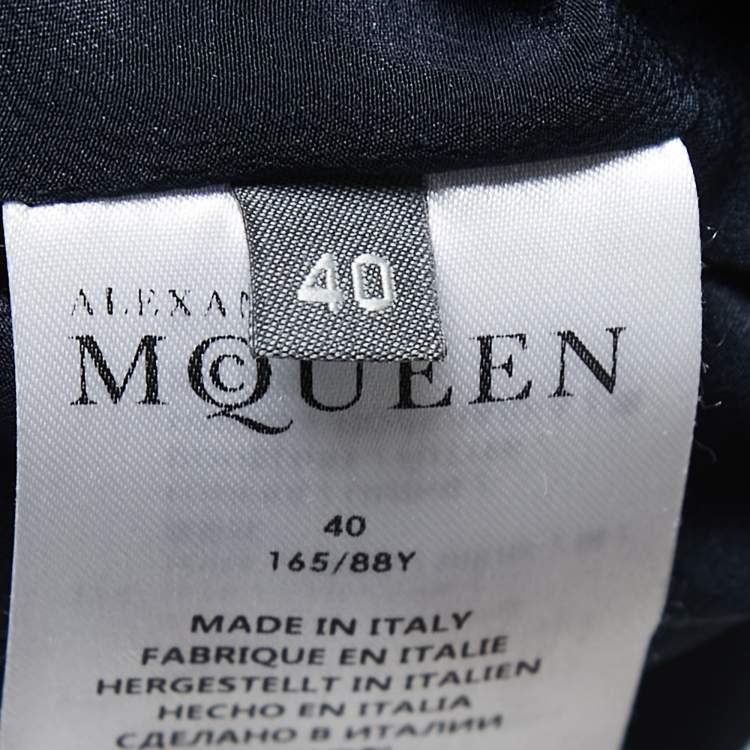 40
ALEXAN
MCQUEEN
40
165/88Y
MADE IN ITALY
FABRIQUE EN ITALIE
HERGESTELLT IN ITALIEN
HECHO EN ITALIA
СДЕЛАНО В ИТАЛИИ